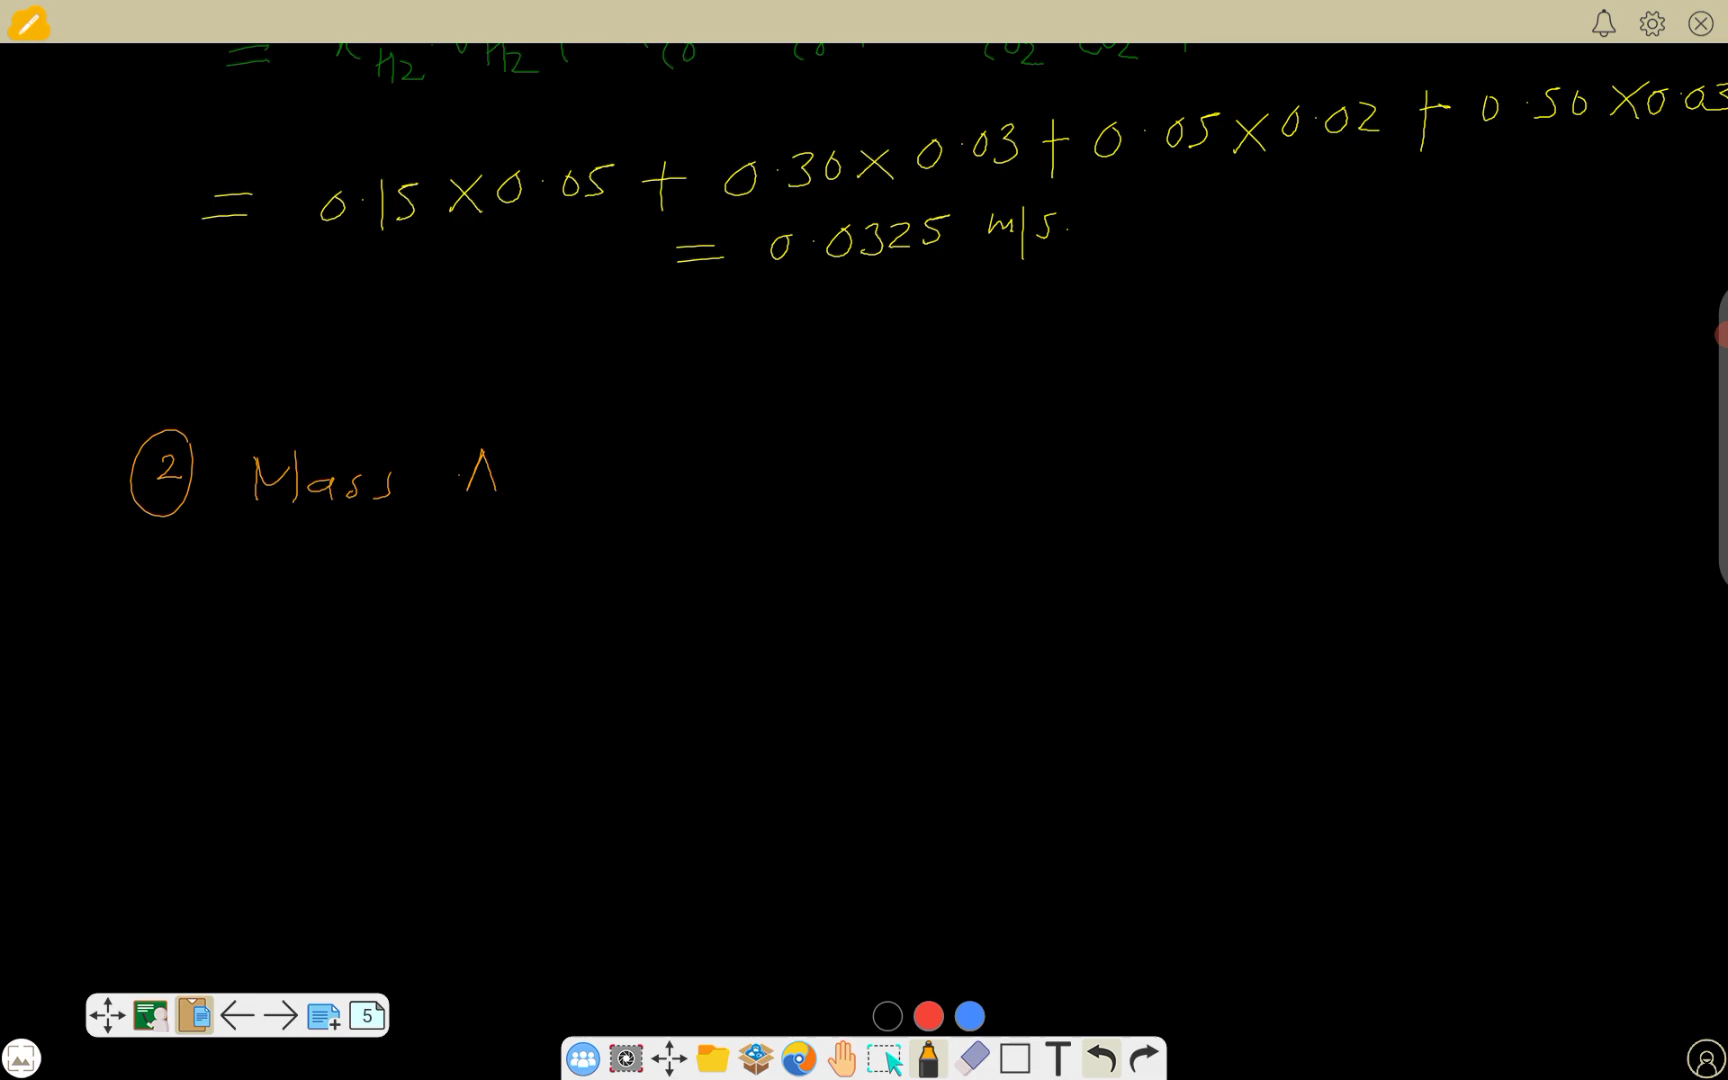 = 0.15 × 0.05 + 0.30 × 0.03 + 0.05 × 0.02 + 0.50 × 0.03
= 0.0325 m/s.
② Mass
5